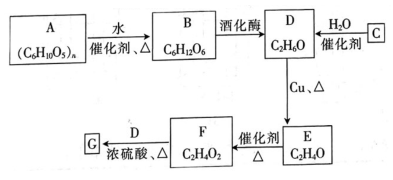 A
(C₆H₁₀O₅)ₙ
水
催化剂、△
B
C₆H₁₂O₆
酒化酶
D
C₂H₆O
H₂O
催化剂
C
Cu、△
G
D
浓硫酸、△
F
C₂H₄O₂
催化剂
△
E
C₂H₄O